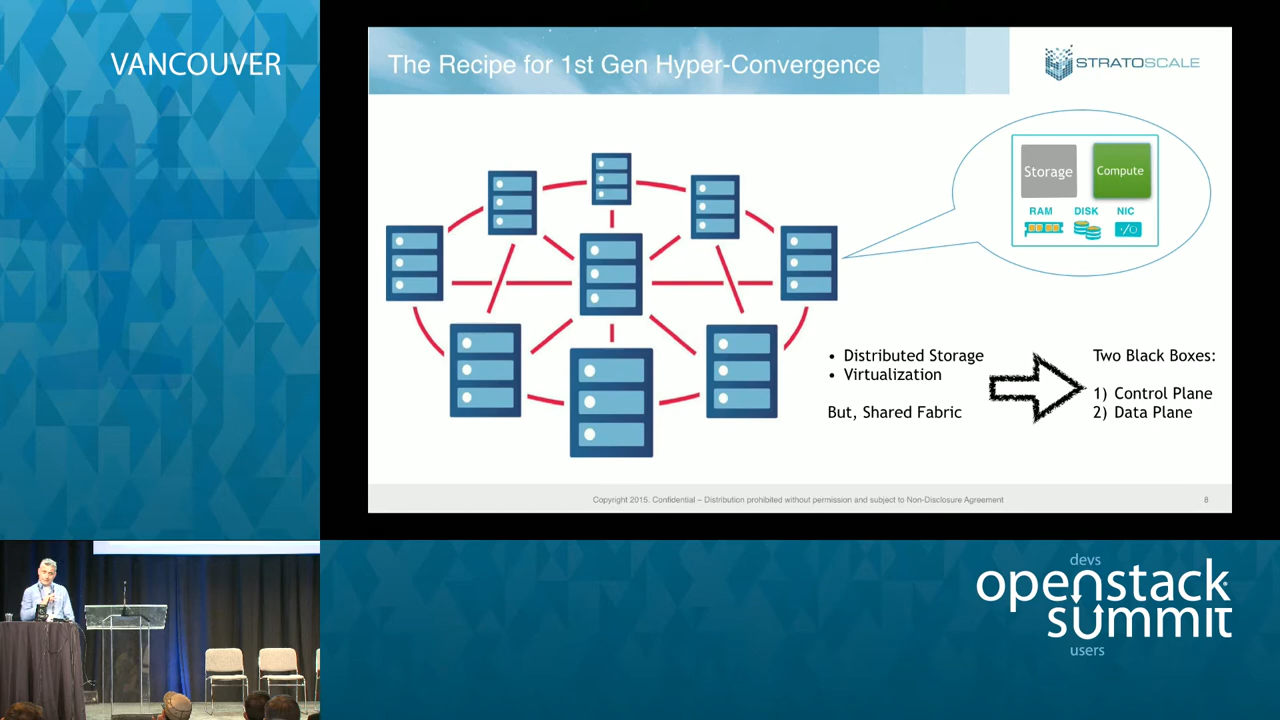 VANCOUVER
The Recipe for 1st Gen Hyper-Convergence
STRATOSCALE
Storage
Compute
RAM
DISK
NIC
I/O
• Distributed Storage
• Virtualization
But, Shared Fabric
Two Black Boxes:
1) Control Plane
2) Data Plane
Copyright 2015. Confidential – Distribution prohibited without permission and subject to Non-Disclosure Agreement
8
devs
openstack
summit
users